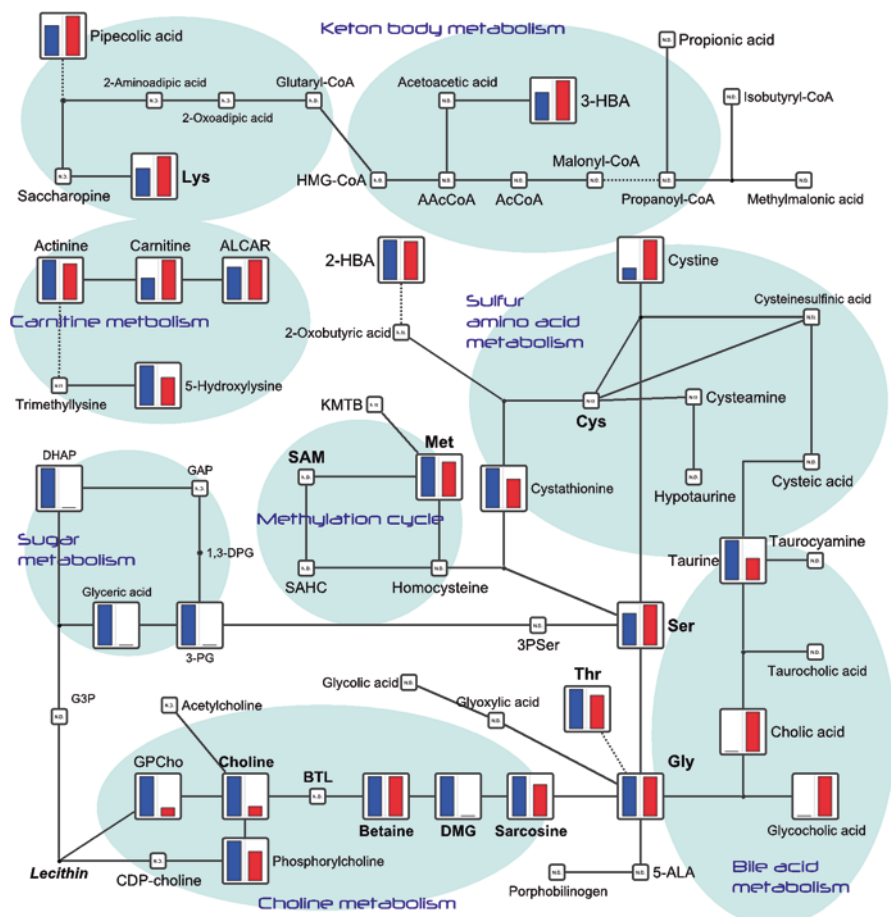 Keton body metabolism
Pipecolic acid
Propionic acid
2-Aminoadipic acid
Glutaryl-CoA
Acetoacetic acid
3-HBA
Isobutyryl-CoA
2-Oxoadipic acid
Malonyl-CoA
Lys
HMG-CoA
Saccharopine
AAcCoA
AcCoA
Propanoyl-CoA
Methylmalonic acid
Actinine
Carnitine
ALCAR
2-HBA
Cystine
Carnitine metbolism
Sulfur
amino acid
metabolism
Cysteinesulfinic acid
2-Oxobutyric acid
5-Hydroxylysine
Trimethyllysine
KMTB
Cys
Cysteamine
Met
DHAP
GAP
SAM
Cystathionine
Hypotaurine
Cysteic acid
Methylation cycle
Sugar
metabolism
1,3-DPG
Taurine
Taurocyamine
SAHC
Homocysteine
Glyceric acid
3-PG
3PSer
Ser
Taurocholic acid
Thr
Glycolic acid
Glyoxylic acid
G3P
Acetylcholine
Cholic acid
GPCho
Choline
BTL
Gly
Betaine
DMG
Sarcosine
Glycocholic acid
Lecithin
CDP-choline
Phosphorylcholine
5-ALA
Porphobilinogen
Choline metabolism
Bile acid
metabolism